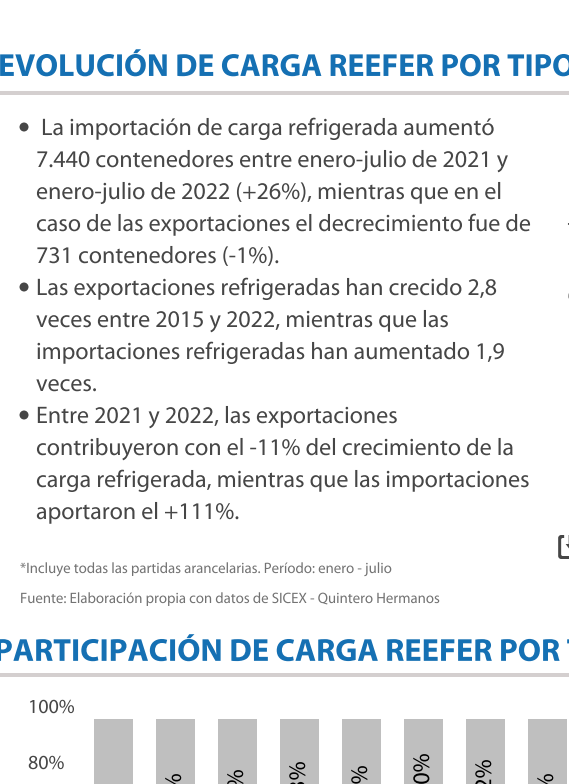 EVOLUCIÓN DE CARGA REEFER POR TIPO
• La importación de carga refrigerada aumentó
7.440 contenedores entre enero-julio de 2021 y
enero-julio de 2022 (+26%), mientras que en el
caso de las exportaciones el decrecimiento fue de
731 contenedores (-1%).
• Las exportaciones refrigeradas han crecido 2,8
veces entre 2015 y 2022, mientras que las
importaciones refrigeradas han aumentado 1,9
veces.
• Entre 2021 y 2022, las exportaciones
contribuyeron con el -11% del crecimiento de la
carga refrigerada, mientras que las importaciones
aportaron el +111%.
*Incluye todas las partidas arancelarias. Período: enero - julio
Fuente: Elaboración propia con datos de SICEX - Quintero Hermanos
PARTICIPACIÓN DE CARGA REEFER POR
100%
80%